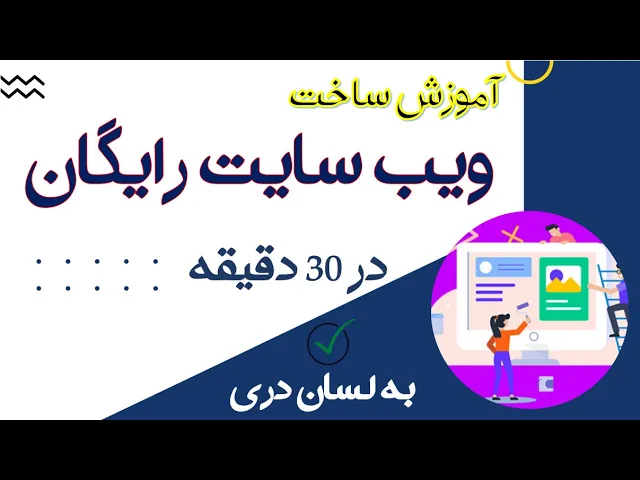 آموزش ساخت
ویب سایت رایگان
در 30 دقیقه
به لسان دری